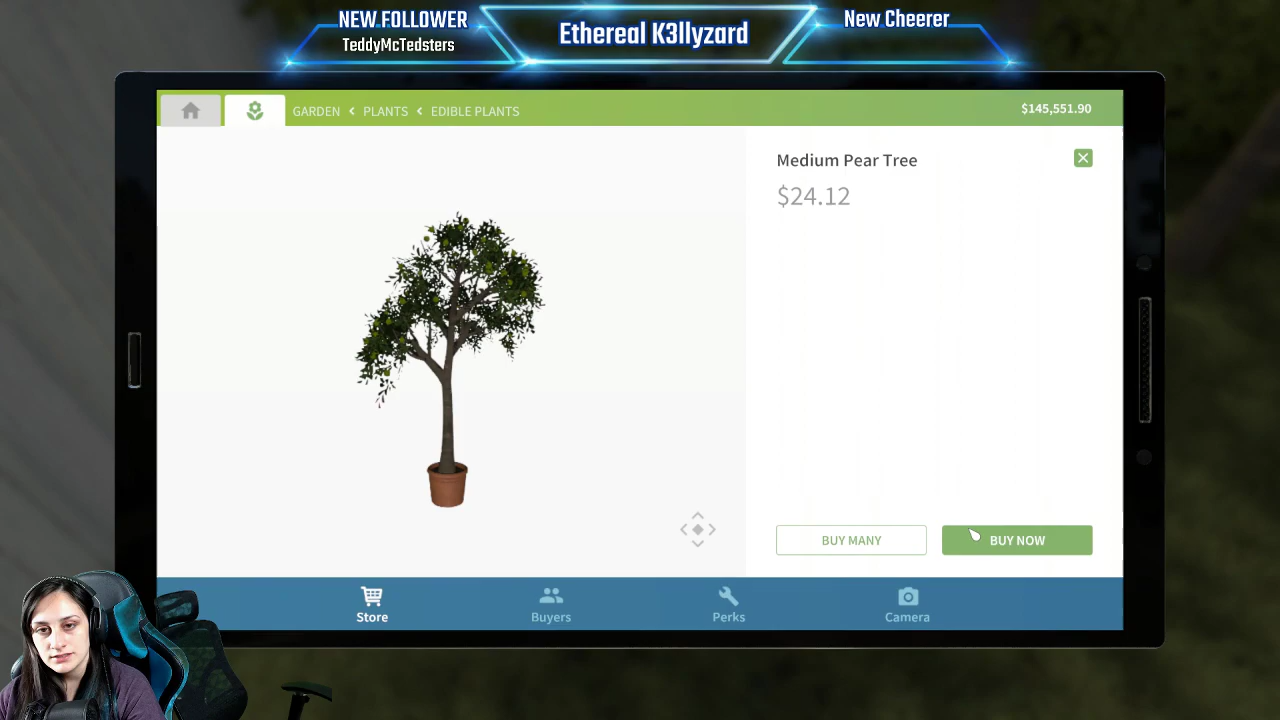 NEW FOLLOWER
TeddyMcTedsters
Ethereal K3llyzard
New Cheerer
GARDEN < PLANTS < EDIBLE PLANTS
$145,551.90
Medium Pear Tree
$24.12
BUY MANY
BUY NOW
Store
Buyers
Perks
Camera